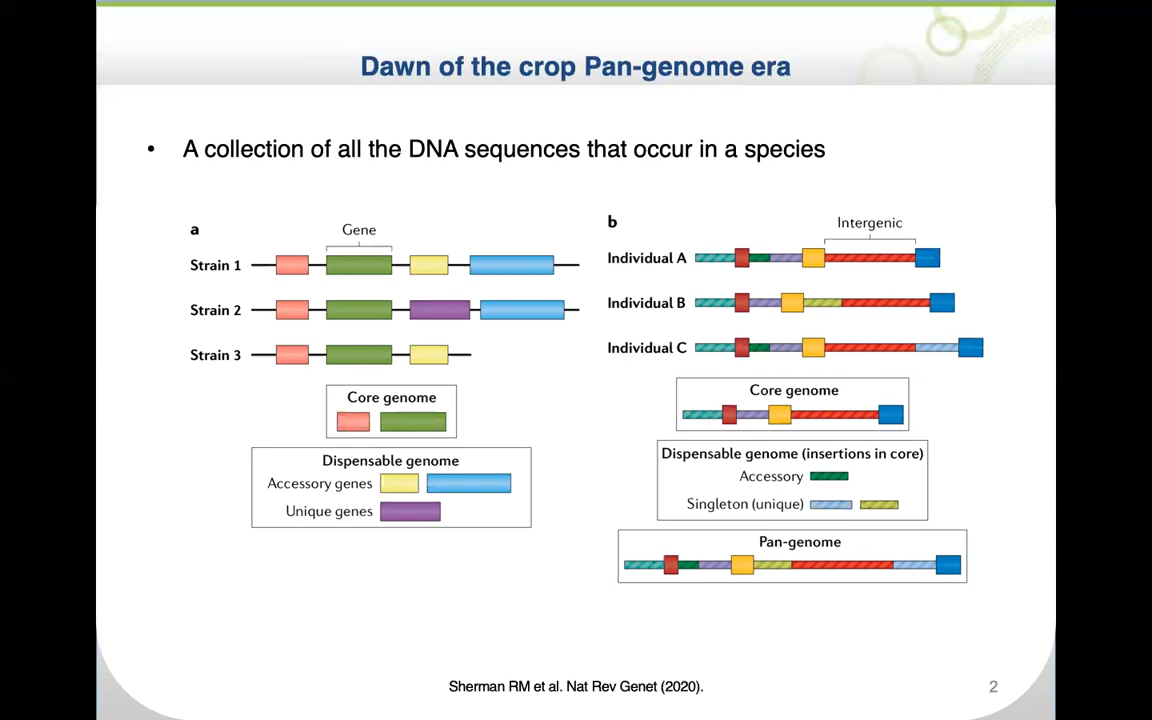 Dawn of the crop Pan-genome era
• A collection of all the DNA sequences that occur in a species
a
Gene
Strain 1
Strain 2
Strain 3
Core genome
Dispensable genome
Accessory genes
Unique genes
b
Intergenic
Individual A
Individual B
Individual C
Core genome
Dispensable genome (insertions in core)
Accessory
Singleton (unique)
Pan-genome
Sherman RM et al. Nat Rev Genet (2020).
2